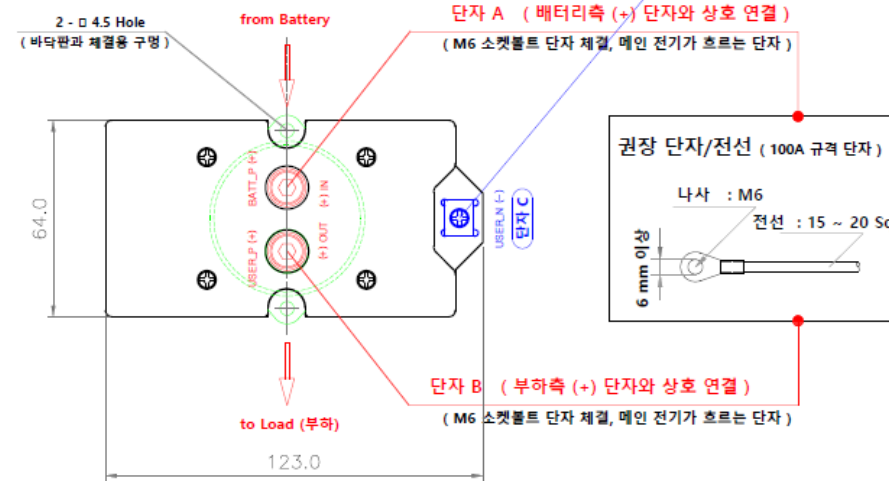 2 - □ 4.5 Hole
( 바닥판과 체결용 구멍 )
from Battery
단자 A ( 배터리측 (+) 단자와 상호 연결 )
( M6 소켓볼트 단자 체결, 메인 전기가 흐르는 단자 )
권장 단자/전선 ( 100A 규격 단자 )
나사 : M6
전선 : 15 ~ 20 Sq
6 mm 이상
64.0
BATT_P (+)
(+) IN
USER_P (+)
(+) OUT
USER_N (-)
단자 C
단자 B ( 부하측 (+) 단자와 상호 연결 )
( M6 소켓볼트 단자 체결, 메인 전기가 흐르는 단자 )
to Load (부하)
123.0